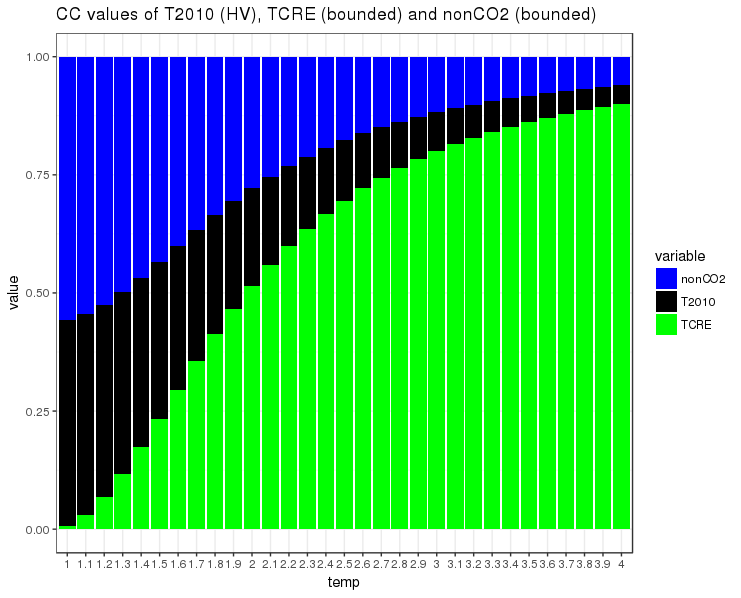 CC values of T2010 (HV), TCRE (bounded) and nonCO2 (bounded)
1.00
0.75
0.50
0.25
0.00
value
1 1.1 1.2 1.3 1.4 1.5 1.6 1.7 1.8 1.9 2 2.1 2.2 2.3 2.4 2.5 2.6 2.7 2.8 2.9 3 3.1 3.2 3.3 3.4 3.5 3.6 3.7 3.8 3.9 4
temp
variable
nonCO2
T2010
TCRE